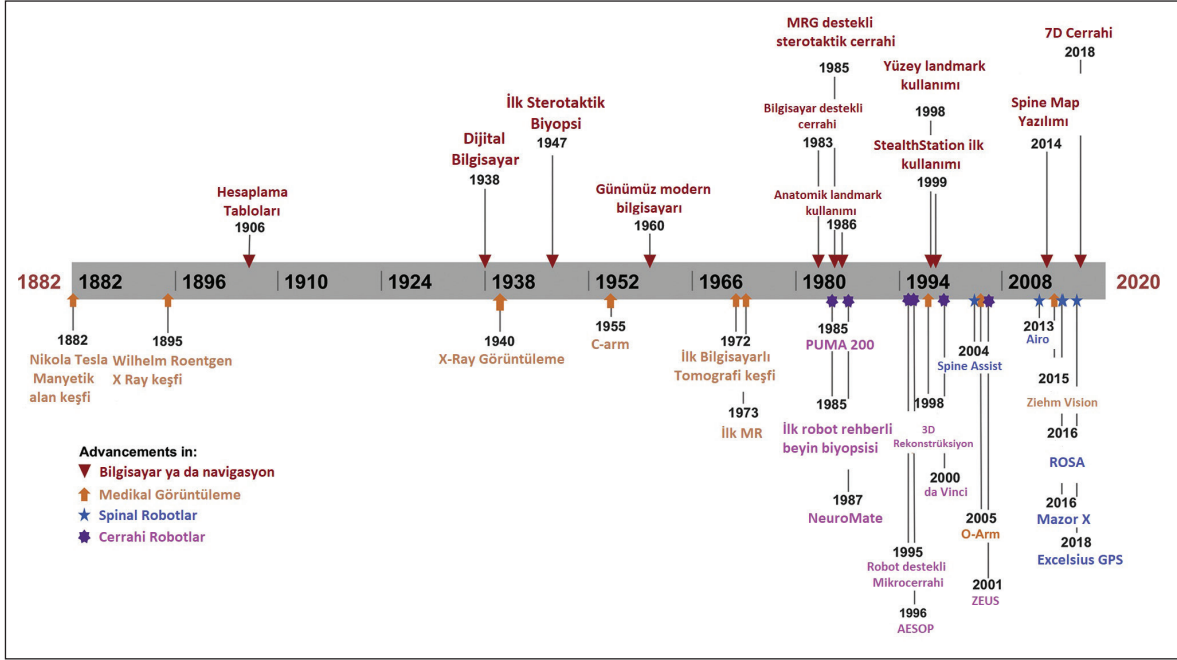 MRG destekli
sterotaktik cerrahi
1985
7D Cerrahi
2018
Yüzey landmark
kullanımı
1998
İlk Sterotaktik
Biyopsi
1947
Bilgisayar destekli
cerrahi
1983
Spine Map
Yazılımı
2014
Dijital
Bilgisayar
1938
StealthStation ilk
kullanımı
1999
Hesaplama
Tabloları
1906
Günümüz modern
bilgisayarı
1960
Anatomik landmark
kullanımı
1986
1882
1882
1896
1910
1924
1938
1952
1966
1980
1994
2008
2020
1882
Nikola Tesla
Manyetik
alan keşfi
1895
Wilhelm Roentgen
X Ray keşfi
1940
X-Ray Görüntüleme
1955
C-arm
1972
İlk Bilgisayarlı
Tomografi keşfi
1973
İlk MR
1985
PUMA 200
1985
İlk robot rehberli
beyin biyopsisi
1987
NeuroMate
1998
3D
Rekonstrüksiyon
2000
da Vinci
1995
Robot destekli
Mikrocerrahi
1996
AESOP
2004
Spine Assist
2005
O-Arm
2001
ZEUS
2013
Airo
2015
Ziehm Vision
2016
ROSA
2016
Mazor X
2018
Excelsius GPS
Advancements in:
Bilgisayar ya da navigasyon
Medikal Görüntüleme
Spinal Robotlar
Cerrahi Robotlar